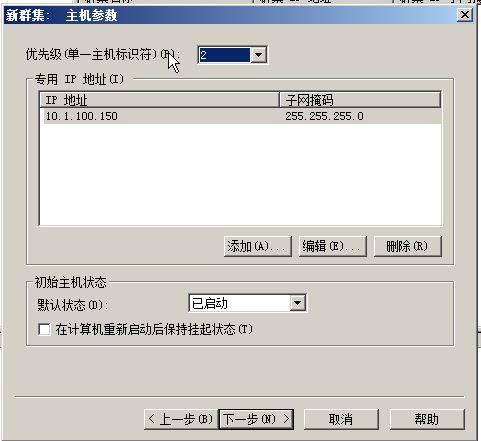 新群集:  主机参数
优先级(单一主机标识符)(P): 2
专用 IP 地址(I)
IP 地址 子网掩码
10.1.100.150 255.255.255.0
添加(A)... 编辑(E)... 删除(R)
初始主机状态
默认状态(D): 已启动
在计算机重新启动后保持挂起状态(T)
< 上一步(B) 下一步(N) > 取消 帮助